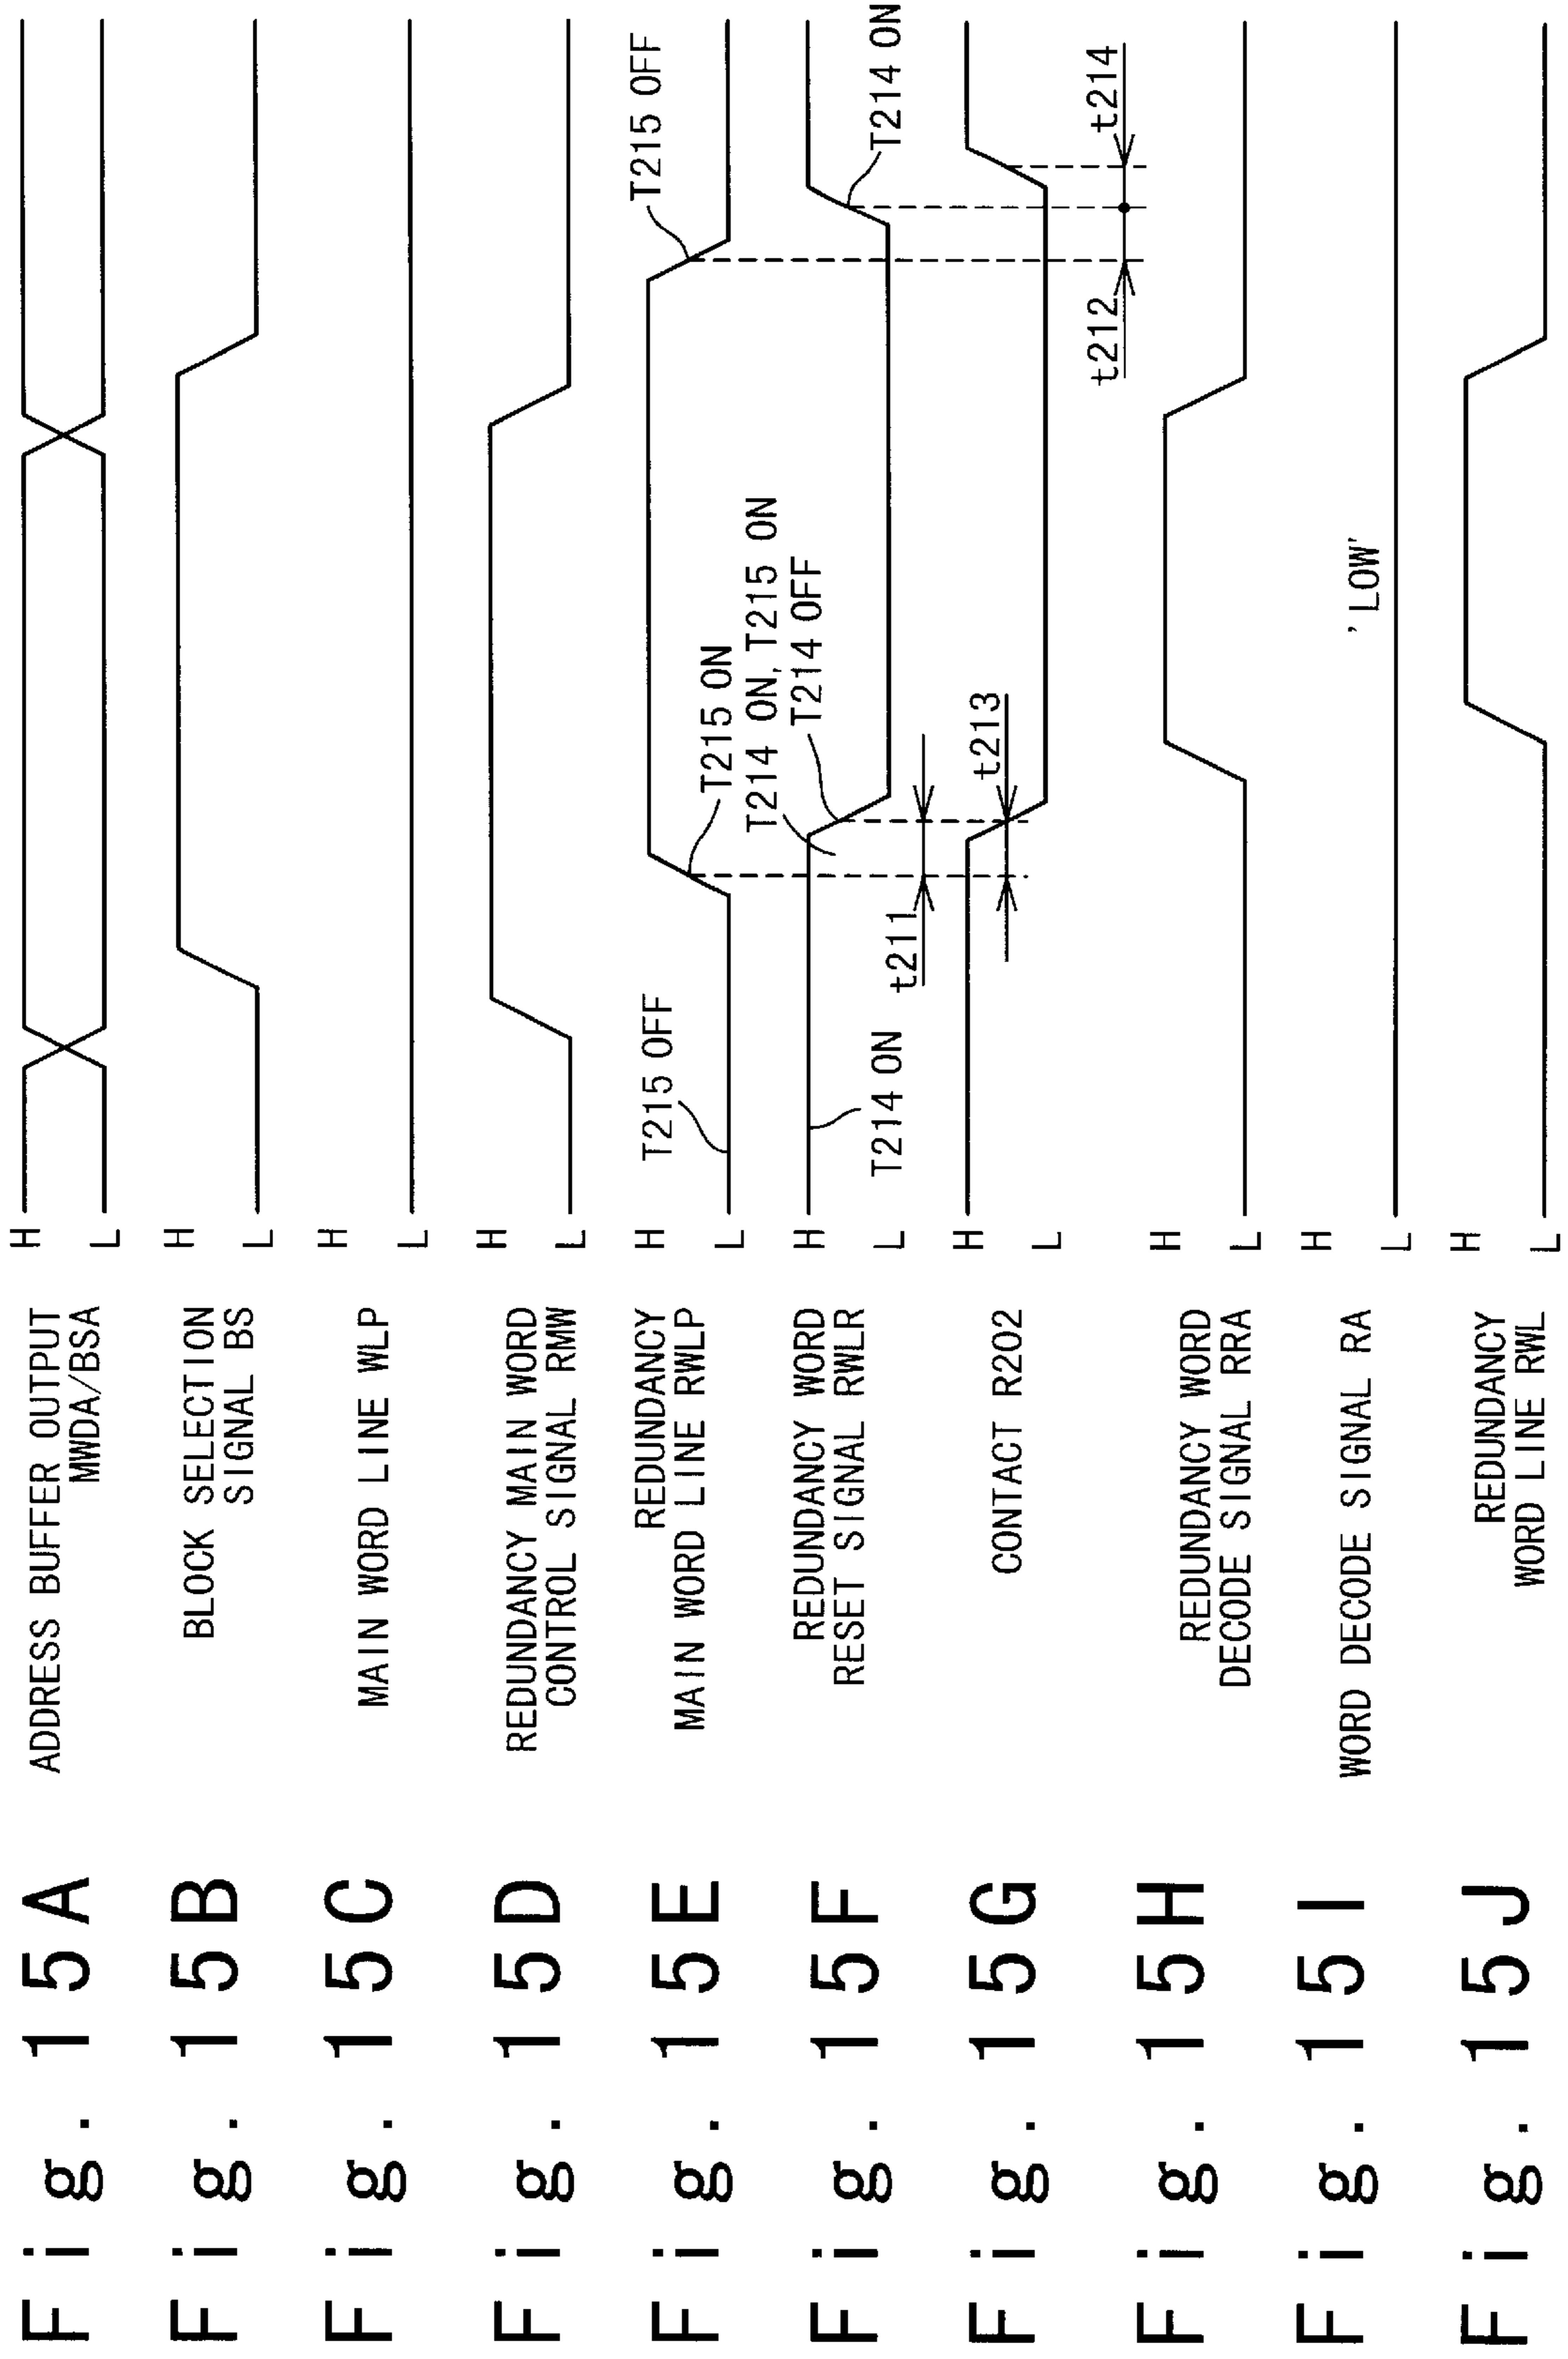 Fig. 15A
ADDRESS BUFFER OUTPUT
MWDA/BSA
H
L
Fig. 15B
BLOCK SELECTION
SIGNAL BS
H
L
Fig. 15C
MAIN WORD LINE WLP
H
L
Fig. 15D
REDUNDANCY MAIN WORD
CONTROL SIGNAL RMW
H
L
Fig. 15E
REDUNDANCY
MAIN WORD LINE RWLP
H
L
T215 OFF
T215 ON
T215 OFF
Fig. 15F
REDUNDANCY WORD
RESET SIGNAL RWLR
H
L
T214 ON
T214 ON, T215 ON
T214 OFF
T214 ON
t211
Fig. 15G
CONTACT R202
H
L
t213
t212
t214
Fig. 15H
REDUNDANCY WORD
DECODE SIGNAL RRA
H
L
Fig. 15I
WORD DECODE SIGNAL RA
H
L
'LOW'
Fig. 15J
REDUNDANCY
WORD LINE RWL
H
L